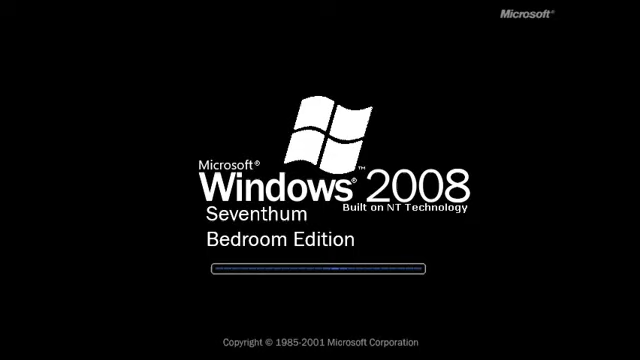 Microsoft®
Microsoft®
Windows® 2008
Built on NT Technology
Seventhum
Bedroom Edition
Copyright © 1985-2001 Microsoft Corporation